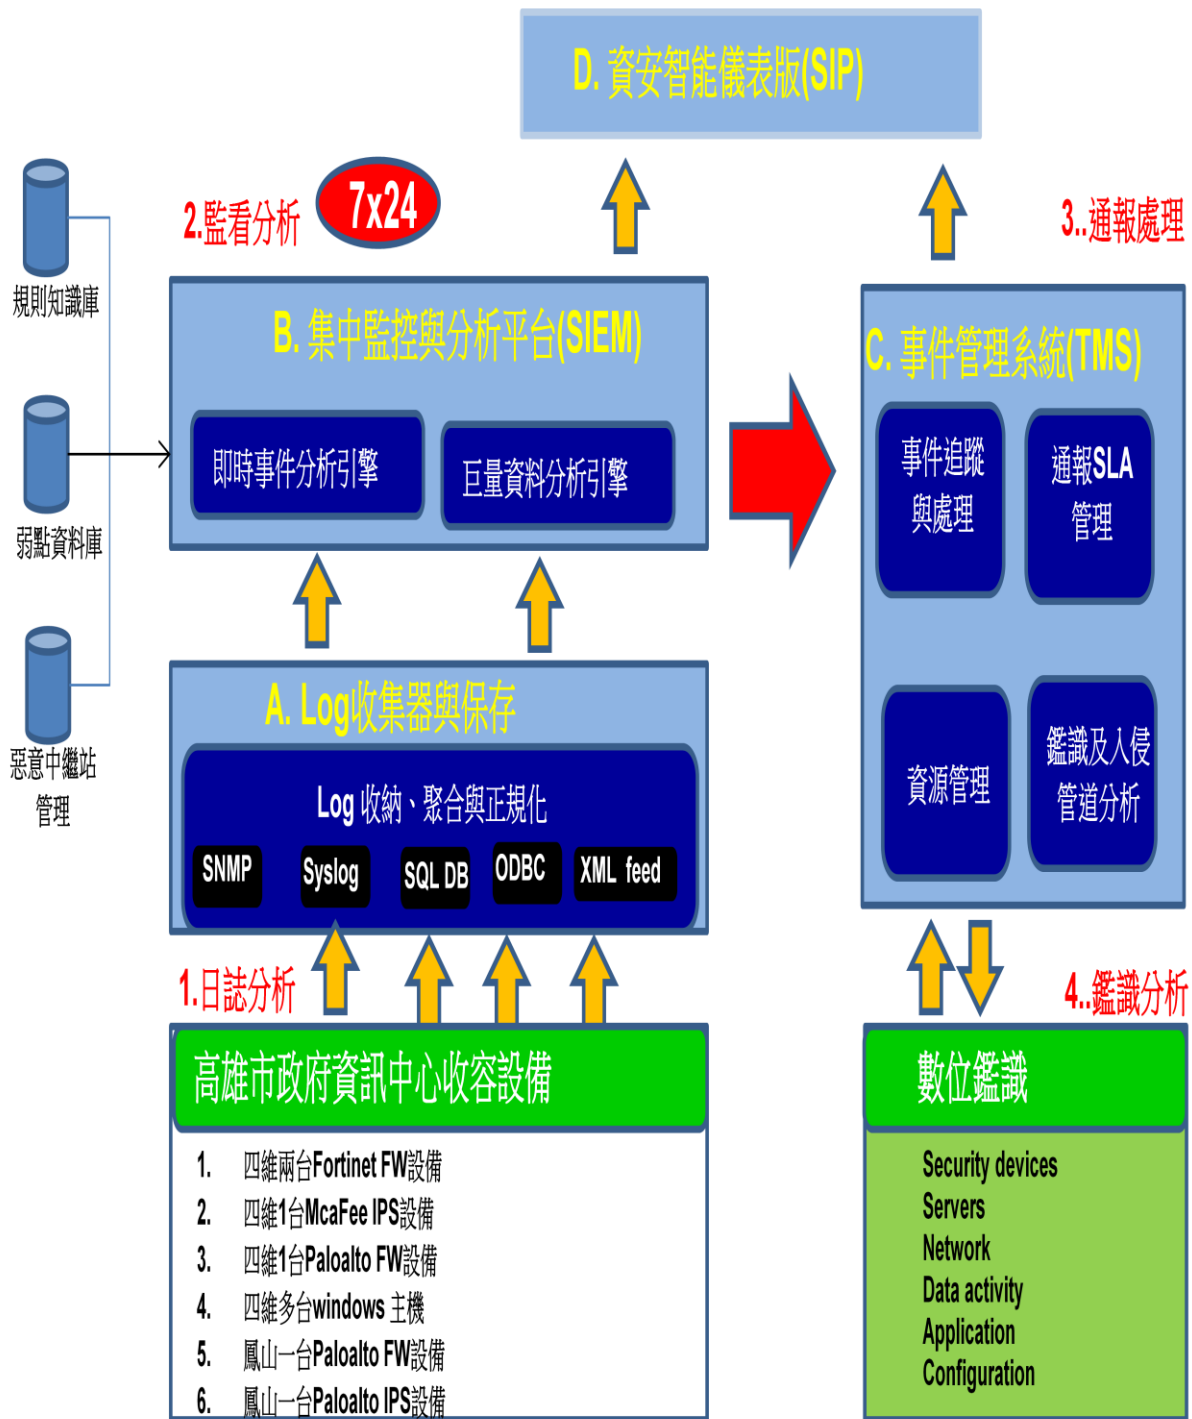 D. 資安智能儀表版(SIP)
2.監看分析
7x24
3..通報處理
規則知識庫
B. 集中監控與分析平台(SIEM)
即時事件分析引擎
巨量資料分析引擎
C. 事件管理系統(TMS)
事件追蹤
與處理
通報SLA
管理
弱點資料庫
A. Log收集器與保存
Log 收納、聚合與正規化
SNMP
Syslog
SQL DB
ODBC
XML feed
資源管理
鑑識及入侵
管道分析
惡意中繼站
管理
1.日誌分析
4..鑑識分析
高雄市政府資訊中心收容設備
1. 四維兩台Fortinet FW設備
2. 四維1台McaFee IPS設備
3. 四維1台Paloalto FW設備
4. 四維多台windows 主機
5. 鳳山一台Paloalto FW設備
6. 鳳山一台Paloalto IPS設備
數位鑑識
Security devices
Servers
Network
Data activity
Application
Configuration